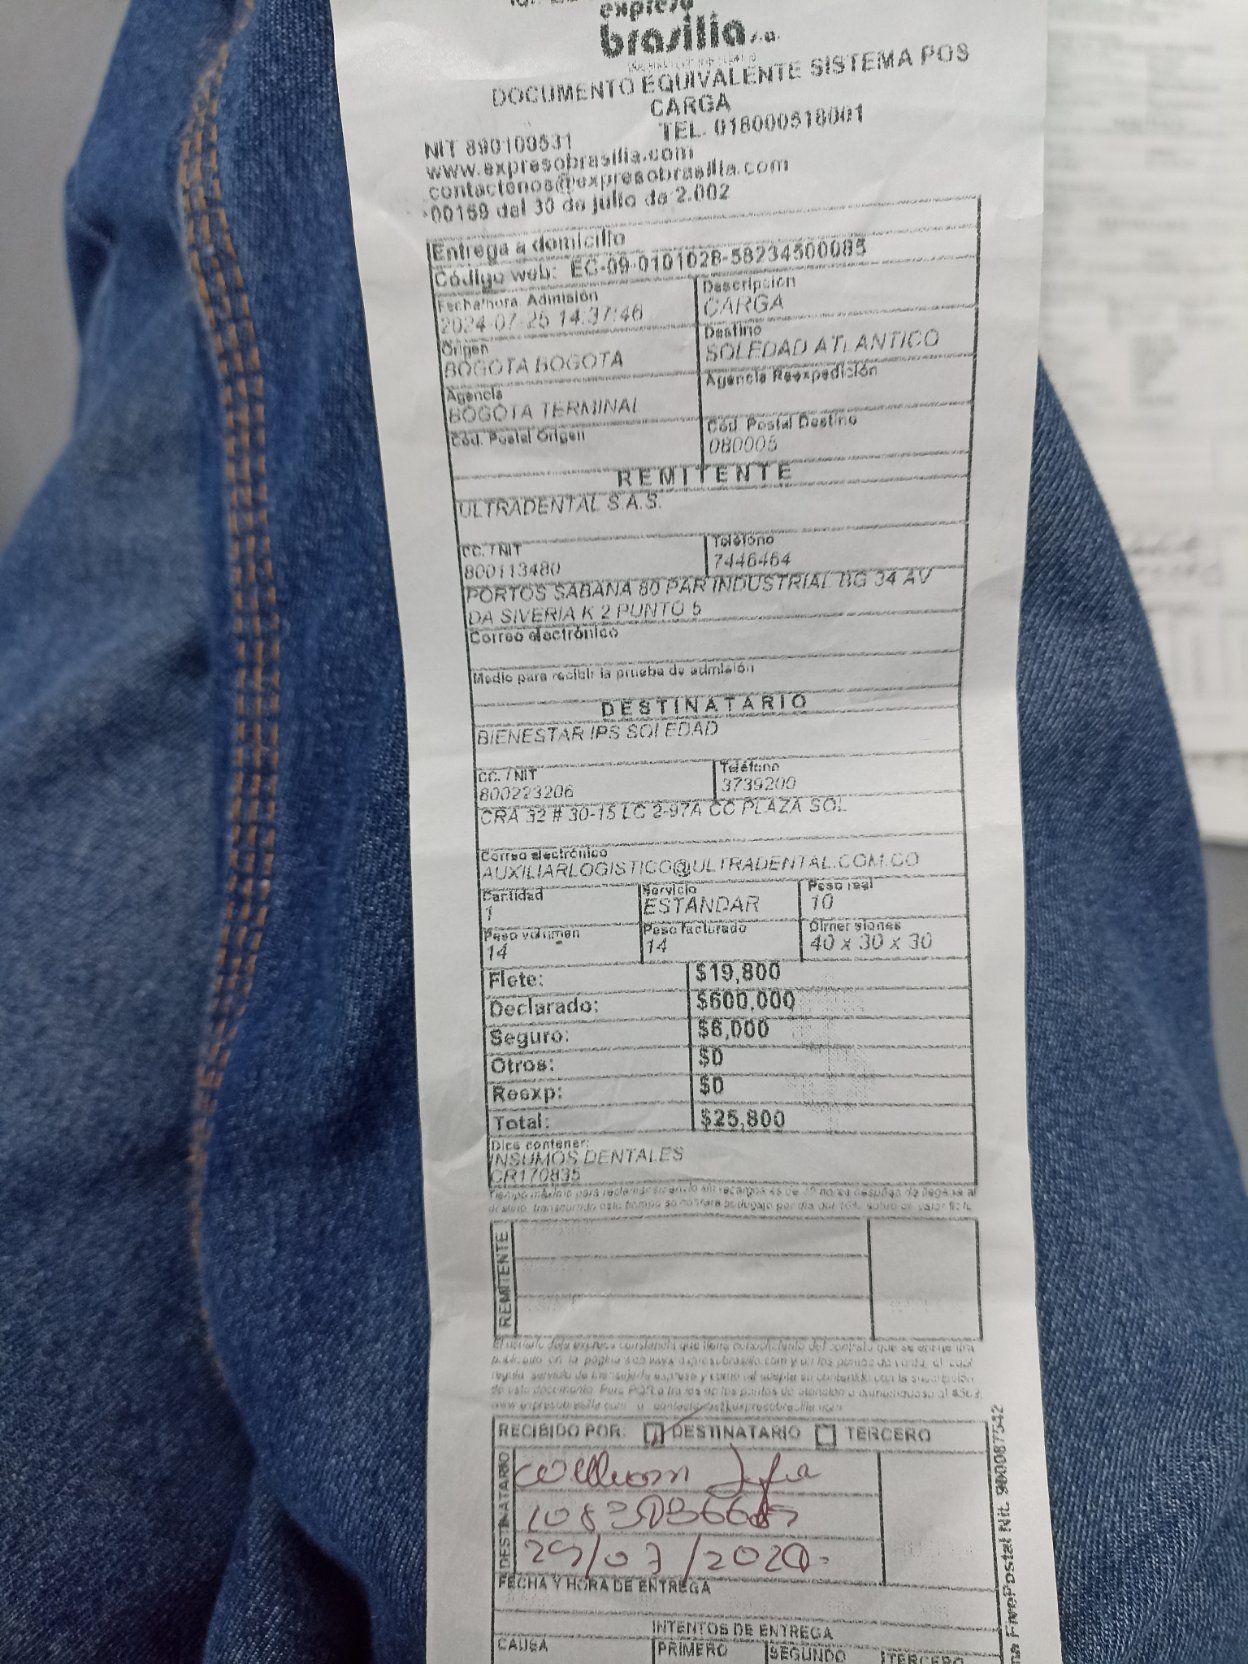 expreso
brasilia s.a.
DOCUMENTO EQUIVALENTE SISTEMA POS
CARGA
NIT 890100531 TEL. 018000518001
www.expresobrasilia.com
contactenos@expresobrasilia.com
00159 del 30 de julio de 2.002
Entrega a domicilio
Código web: EC-09-0101028-58234500085
Fecha/hora. Admisión Descripción
2024-07-25 14:37:46 CARGA
Origen Destino
BOGOTA BOGOTA SOLEDAD ATLANTICO
Agencia Agencia Reexpedición
BOGOTA TERMINAL
Cód. Postal Origen Cód. Postal Destino
080005
REMITENTE
ULTRADENTAL S.A.S.
CC. / NIT Teléfono
800113480 7446464
PORTOS SABANA 80 PAR INDUSTRIAL BG 34 AV
DA SIVERIA K 2 PUNTO 5
Correo electrónico
Medio para recibir la prueba de admisión
DESTINATARIO
BIENESTAR IPS SOLEDAD
CC. / NIT Teléfono
800223206 3739200
CRA 32 # 30-15 LC 2-97A CC PLAZA SOL
Correo electrónico
AUXILIARLOGISTICO@ULTRADENTAL.COM.CO
Cantidad Servicio Peso real
1 ESTANDAR 10
Peso volumen Peso facturado Dimensiones
14 14 40 x 30 x 30
Flete: $19,800
Declarado: $600,000
Seguro: $6,000
Otros: $0
Reexp: $0
Total: $25,800
Dice contener:
INSUMOS DENTALES
CR170835
REMITENTE
RECIBIDO POR: DESTINATARIO TERCERO
DESTINATARIO
29/07/2024
FECHA Y HORA DE ENTREGA
INTENTOS DE ENTREGA
CAUSA PRIMERO SEGUNDO TERCERO
FivePostal Nit. 900087542